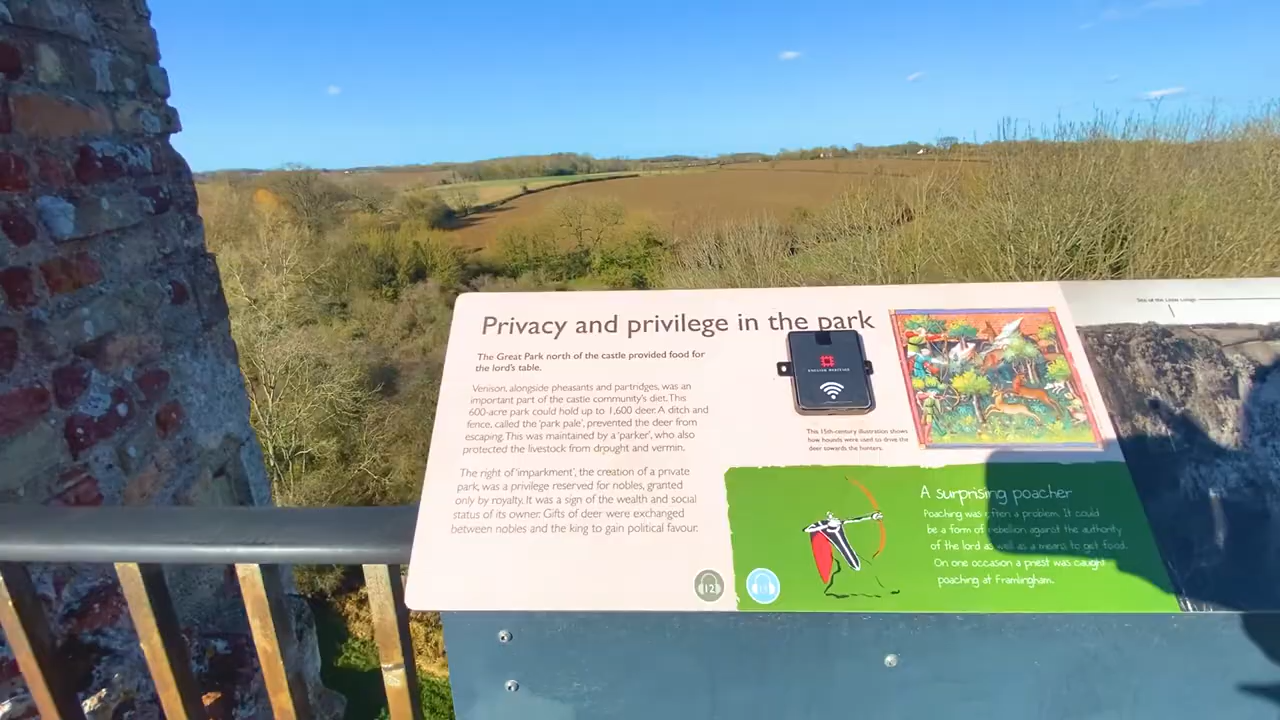 Privacy and privilege in the park
The Great Park north of the castle provided food for
the lord's table.
Venison, alongside pheasants and partridges, was an
important part of the castle community's diet. This
600-acre park could hold up to 1,600 deer. A ditch and
fence, called the 'park pale', prevented the deer from
escaping. This was maintained by a 'parker', who also
protected the livestock from drought and vermin.
The right of 'imparkment', the creation of a private
park, was a privilege reserved for nobles, granted
only by royalty. It was a sign of the wealth and social
status of its owner. Gifts of deer were exchanged
between nobles and the king to gain political favour.
ENGLISH HERITAGE
This 15th-century illustration shows
how hounds were used to drive the
deer towards the hunters.
A surprising poacher
Poaching was often a problem. It could
be a form of rebellion against the authority
of the lord as well as a means to get food.
On one occasion a priest was caught
poaching at Framlingham.
12
Site of the